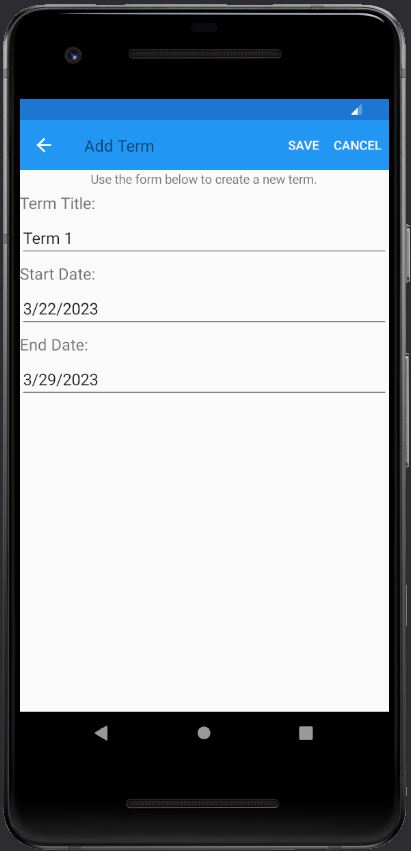 Add Term
SAVE
CANCEL
Use the form below to create a new term.
Term Title:
Term 1
Start Date:
3/22/2023
End Date:
3/29/2023